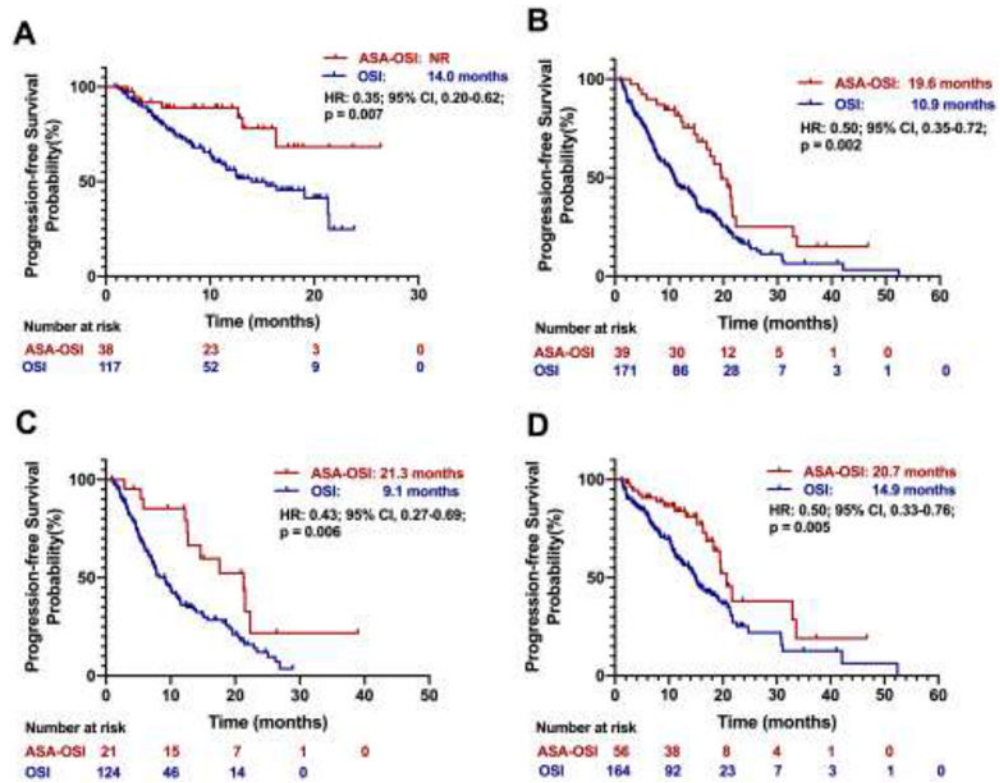 A
ASA-OSI: NR
OSI: 14.0 months
HR: 0.35; 95% CI, 0.20-0.62;
p = 0.007
Progression-free Survival
Probability(%)
100
50
0
0 10 20 30
Time (months)
Number at risk
ASA-OSI 38 23 3 0
OSI 117 52 9 0
B
ASA-OSI: 19.6 months
OSI: 10.9 months
HR: 0.50; 95% CI, 0.35-0.72;
p = 0.002
Progression-free Survival
Probability(%)
100
50
0
0 10 20 30 40 50 60
Time (months)
Number at risk
ASA-OSI 39 30 12 5 1 0
OSI 171 86 28 7 3 1 0
C
ASA-OSI: 21.3 months
OSI: 9.1 months
HR: 0.43; 95% CI, 0.27-0.69;
p = 0.006
Progression-free Survival
Probability(%)
100
50
0
0 10 20 30 40 50
Time (months)
Number at risk
ASA-OSI 21 15 7 1 0
OSI 124 46 14 0
D
ASA-OSI: 20.7 months
OSI: 14.9 months
HR: 0.50; 95% CI, 0.33-0.76;
p = 0.005
Progression-free Survival
Probability(%)
100
50
0
0 10 20 30 40 50 60
Time (months)
Number at risk
ASA-OSI 56 38 8 4 1 0
OSI 164 92 23 7 3 1 0